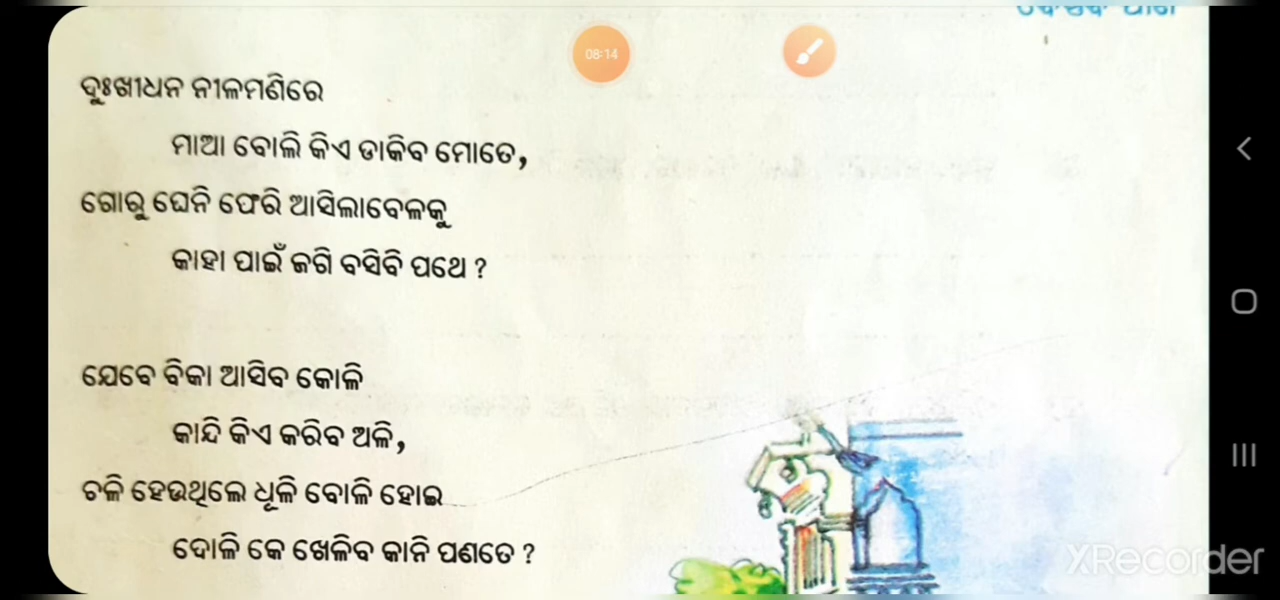 08:14
ଦୁଃଖୀଧନ ନୀଳମଣିରେ
ମାଆ ବୋଲି କିଏ ଡାକିବ ମୋତେ,
ଗୋରୁ ଘେନି ଫେରି ଆସିଲାବେଳକୁ
କାହା ପାଇଁ ଜଗି ବସିବି ପଥେ ?
ଯେବେ ବିକା ଆସିବ କୋଳି
କାନ୍ଦି କିଏ କରିବ ଅଳି,
ଚଳି ହେଉଥିଲେ ଧୂଳି ବୋଳି ହୋଇ
ଦୋଳି କେ ଖେଳିବ କାନି ପଣତେ ?
XRecorder